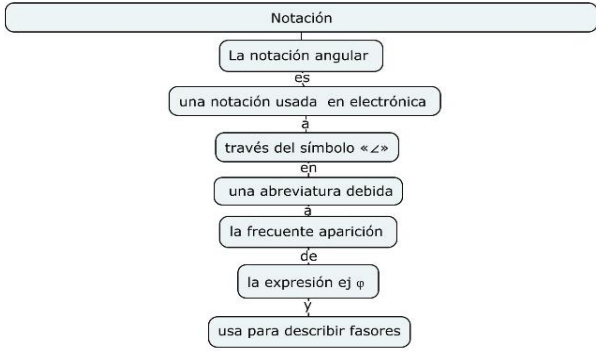 Notación
La notación angular
es
una notación usada en electrónica
a
través del símbolo «∠»
en
una abreviatura debida
a
la frecuente aparición
de
la expresión ej φ
y
usa para describir fasores